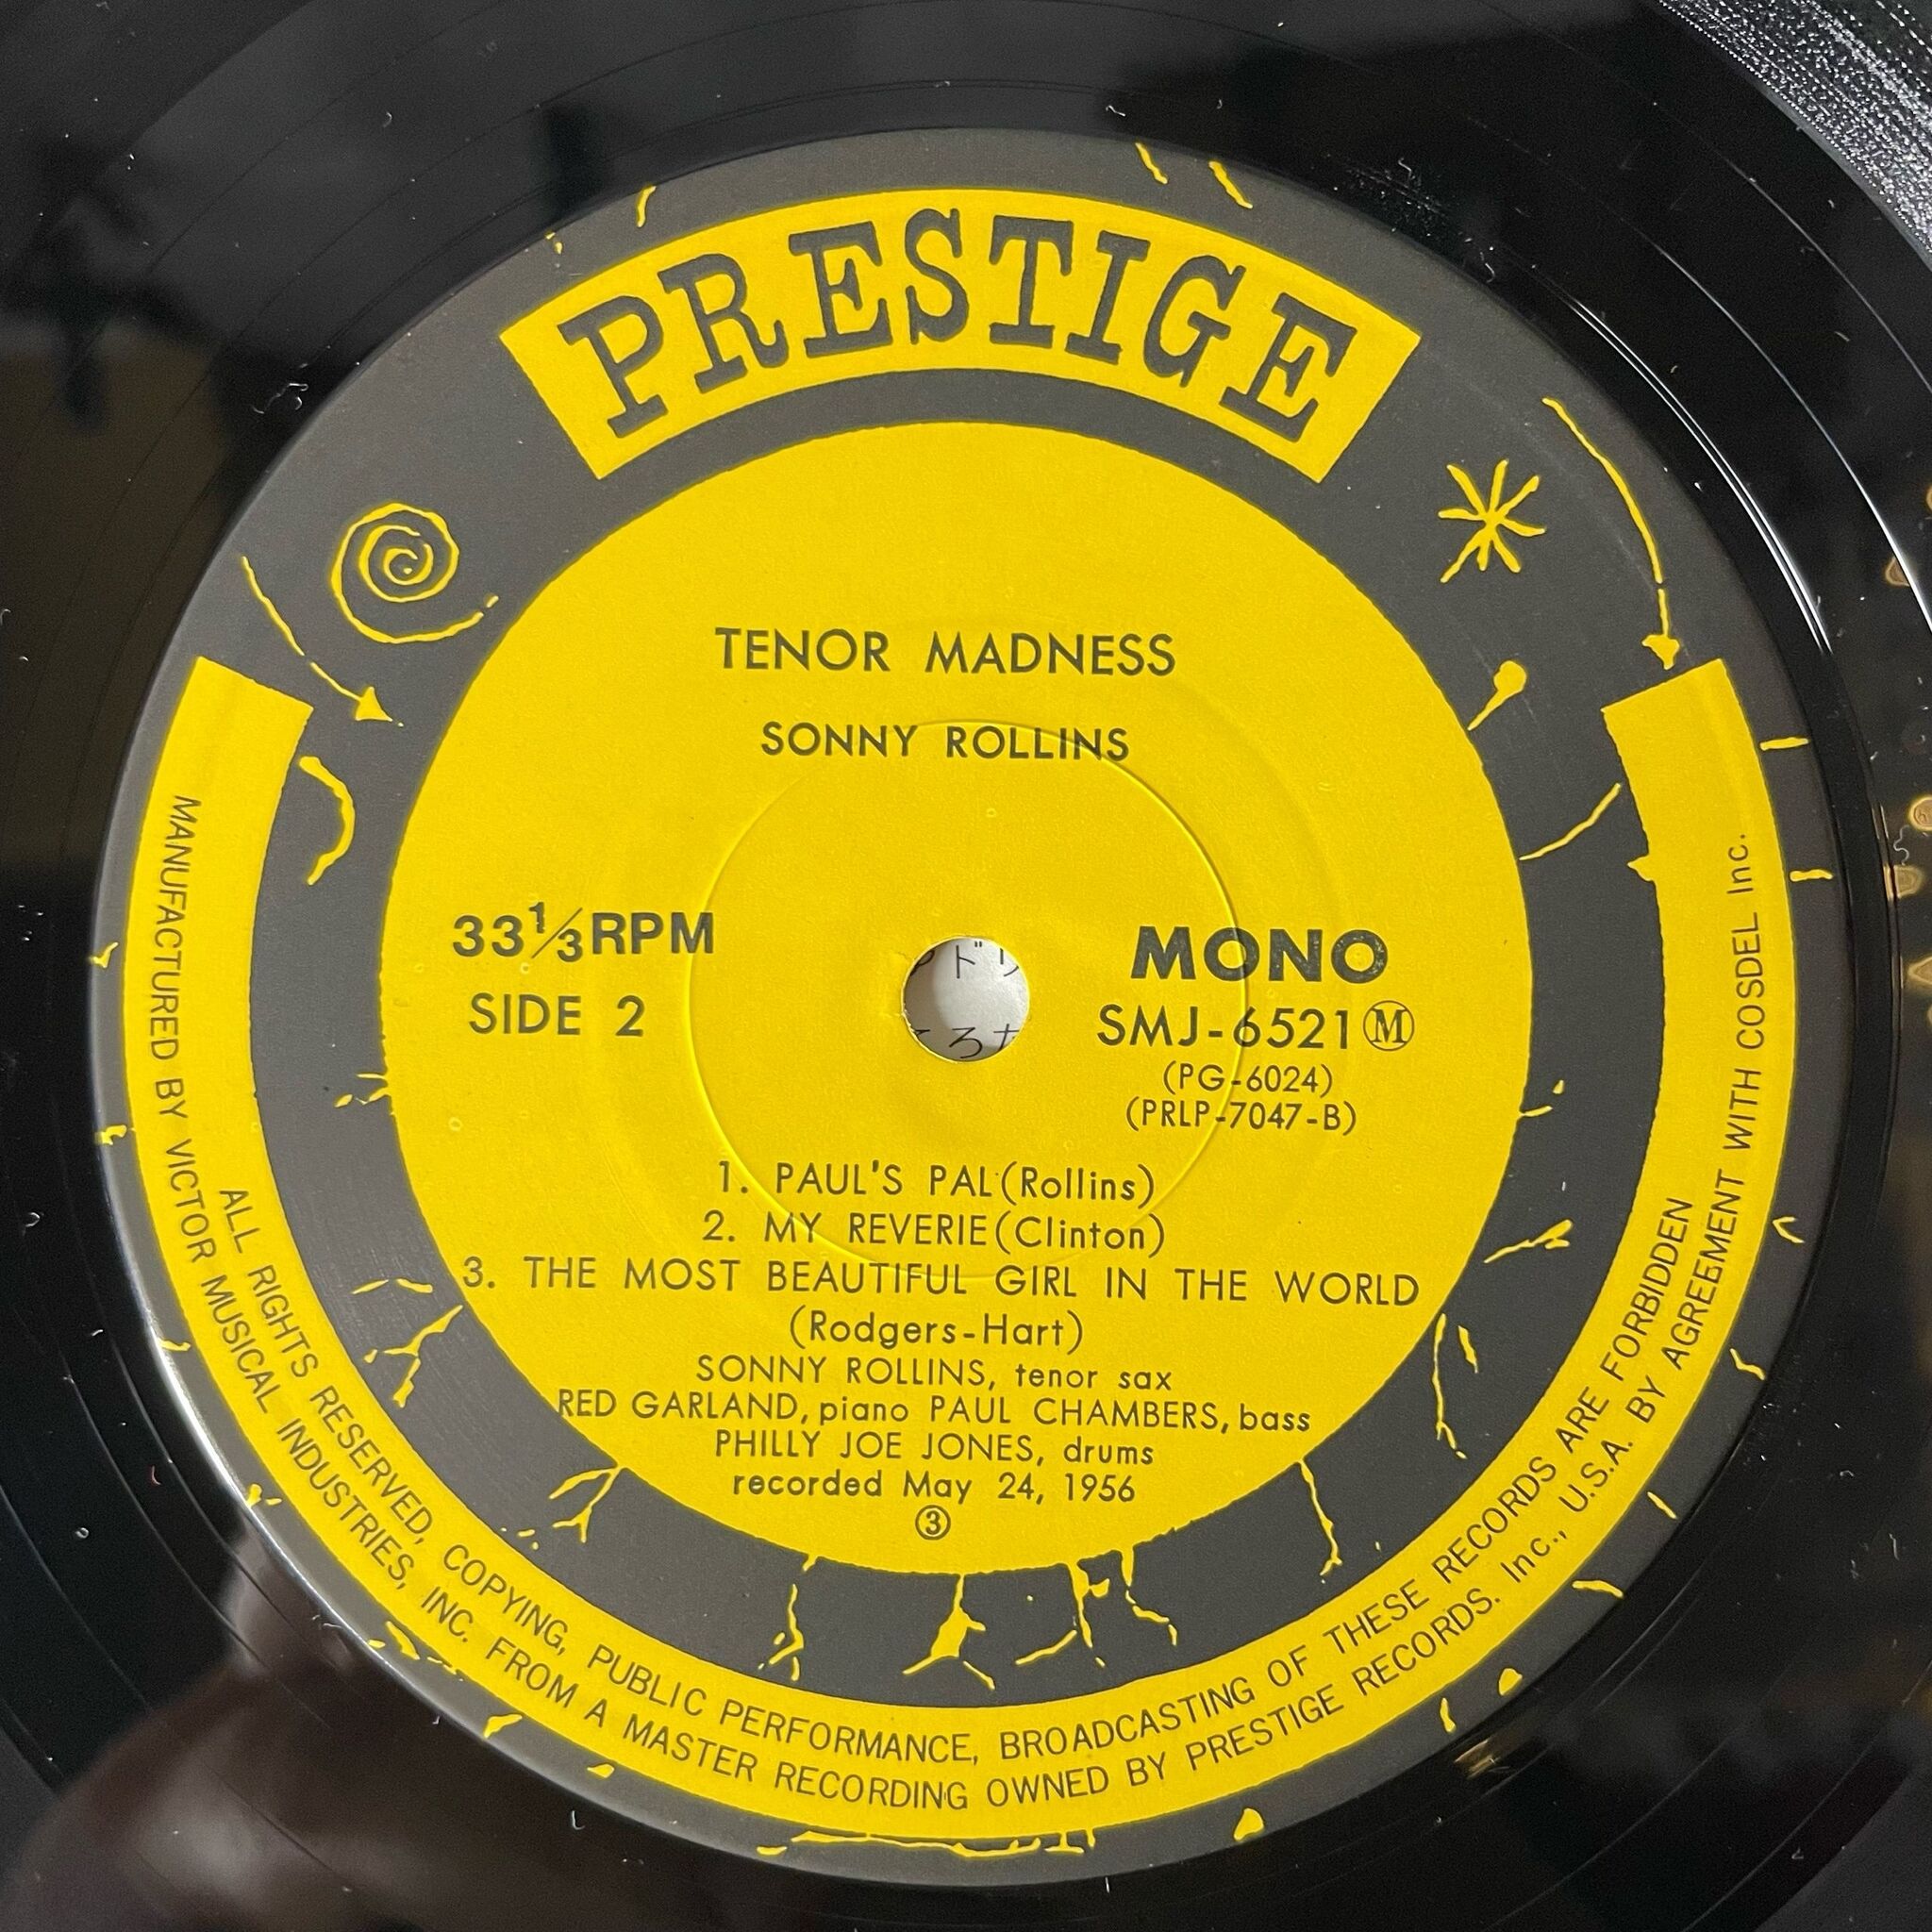 PRESTIGE
TENOR MADNESS
SONNY ROLLINS
33⅓RPM
SIDE 2
MONO
SMJ-6521Ⓜ
(PG-6024)
(PRLP-7047-B)
1. PAUL'S PAL(Rollins)
2. MY REVERIE(Clinton)
3. THE MOST BEAUTIFUL GIRL IN THE WORLD
(Rodgers-Hart)
SONNY ROLLINS, tenor sax
RED GARLAND, piano PAUL CHAMBERS, bass
PHILLY JOE JONES, drums
recorded May 24, 1956
③
ALL RIGHTS RESERVED, COPYING, PUBLIC PERFORMANCE, BROADCASTING OF THESE RECORDS ARE FORBIDDEN
MANUFACTURED BY VICTOR MUSICAL INDUSTRIES, INC. FROM A MASTER RECORDING OWNED BY PRESTIGE RECORDS. Inc., U.S.A. BY AGREEMENT WITH COSDEL Inc.